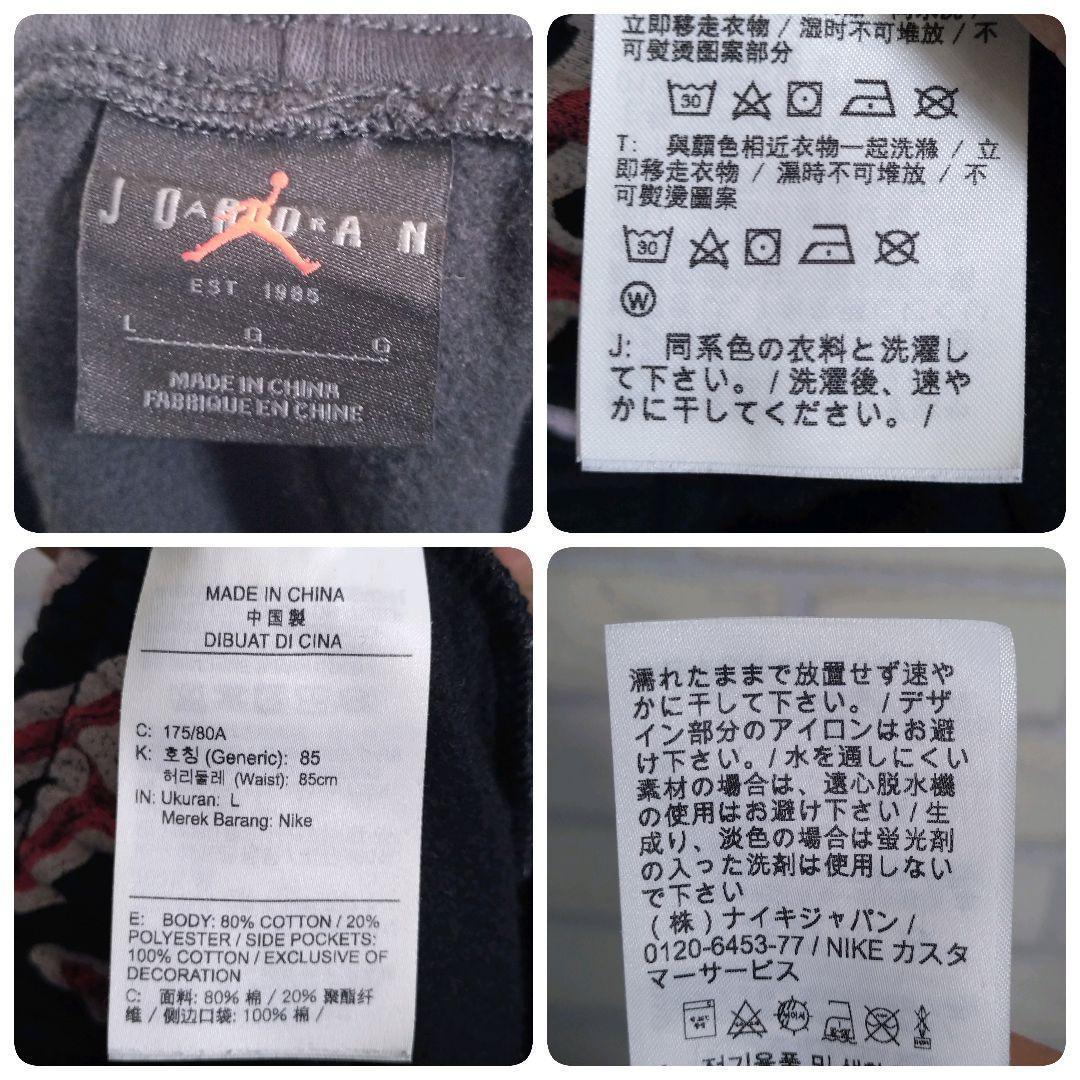 JORDAN
AIR
EST 1985
L G G
MADE IN CHINA
FABRIQUE EN CHINE
立即移走衣物 / 湿时不可堆放 / 不
可熨烫图案部分
30
T: 與顏色相近衣物一起洗滌 / 立
即移走衣物 / 濕時不可堆放 / 不
可熨燙圖案
30
W
J: 同系色の衣料と洗濯し
て下さい。/ 洗濯後、速や
かに干してください。/
MADE IN CHINA
中国製
DIBUAT DI CINA
C: 175/80A
K: 호칭 (Generic): 85
허리둘레 (Waist): 85cm
IN: Ukuran: L
Merek Barang: Nike
E: BODY: 80% COTTON / 20%
POLYESTER / SIDE POCKETS:
100% COTTON / EXCLUSIVE OF
DECORATION
C: 面料: 80% 棉 / 20% 聚酯纤
维 / 侧边口袋: 100% 棉 /
濡れたままで放置せず速や
かに干して下さい。/ デザ
イン部分のアイロンはお避
け下さい。/ 水を通しにくい
素材の場合は、遠心脱水機
の使用はお避け下さい / 生
成り、淡色の場合は蛍光剤
の入った洗剤は使用しない
で下さい
(株) ナイキジャパン /
0120-6453-77 / NIKE カスタ
マーサービス